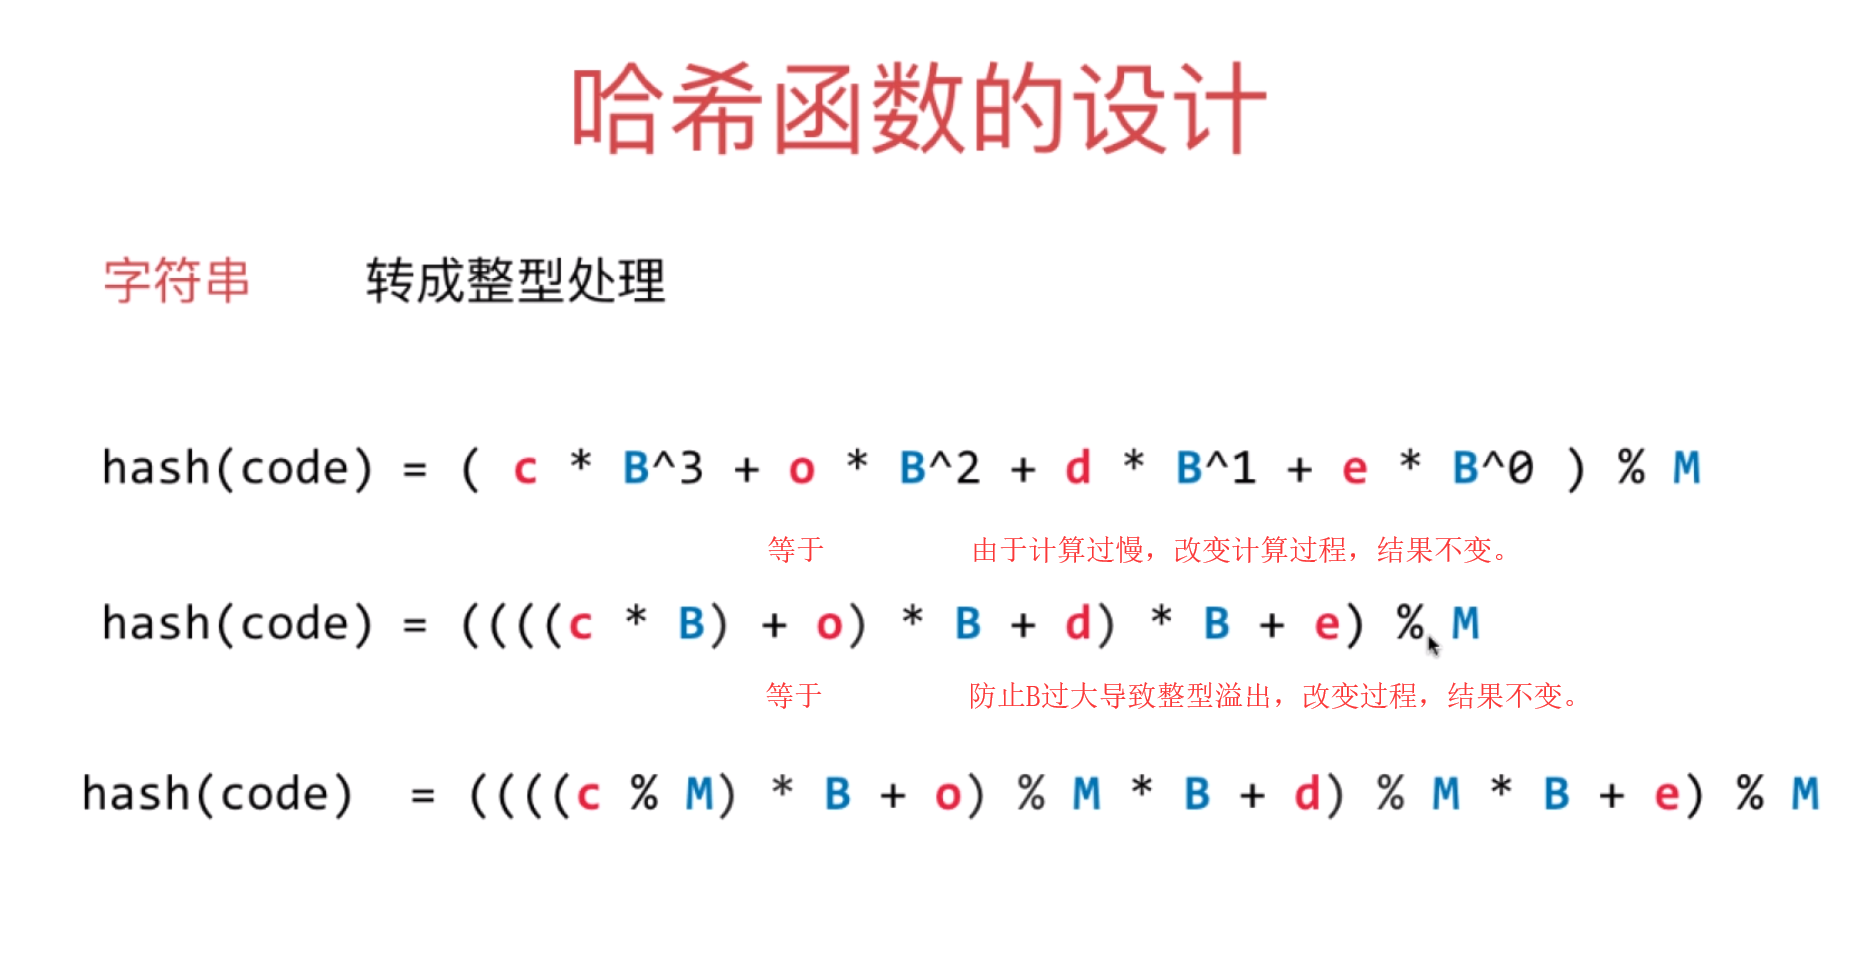 哈希函数的设计
字符串 转成整型处理
hash(code) = ( c * B^3 + o * B^2 + d * B^1 + e * B^0 ) % M
等于 由于计算过慢，改变计算过程，结果不变。
hash(code) = ((((c * B) + o) * B + d) * B + e) % M
等于 防止B过大导致整型溢出，改变过程，结果不变。
hash(code) = ((((c % M) * B + o) % M * B + d) % M * B + e) % M